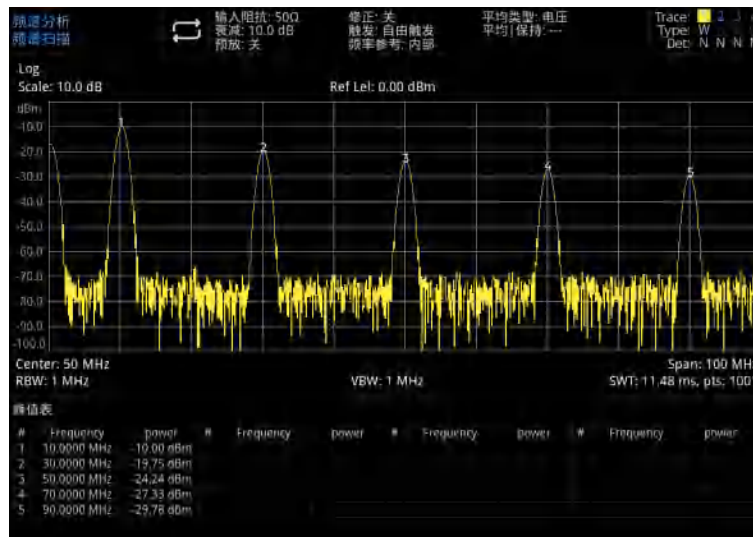 频谱分析
频谱扫描
输入阻抗: 50Ω
衰减: 10.0 dB
预放: 关
修正: 关
触发: 自由触发
频率参考: 内部
平均类型: 电压
平均|保持: ---
Trace: 1 2 3
Type: W
Det: N N N N
Log
Scale: 10.0 dB
Ref Lel: 0.00 dBm
dBm
-10.0
-20.0
-30.0
-40.0
-50.0
-60.0
-70.0
-80.0
-90.0
-100.0
1
2
3
4
5
Center: 50 MHz
Span: 100 MH
RBW: 1 MHz
VBW: 1 MHz
SWT: 11.48 ms, pts: 100
峰值表
# Frequency power # Frequency power # Frequency power # Frequency power
1 10.0000 MHz -10.00 dBm
2 30.0000 MHz -19.75 dBm
3 50.0000 MHz -24.24 dBm
4 70.0000 MHz -27.33 dBm
5 90.0000 MHz -29.78 dBm